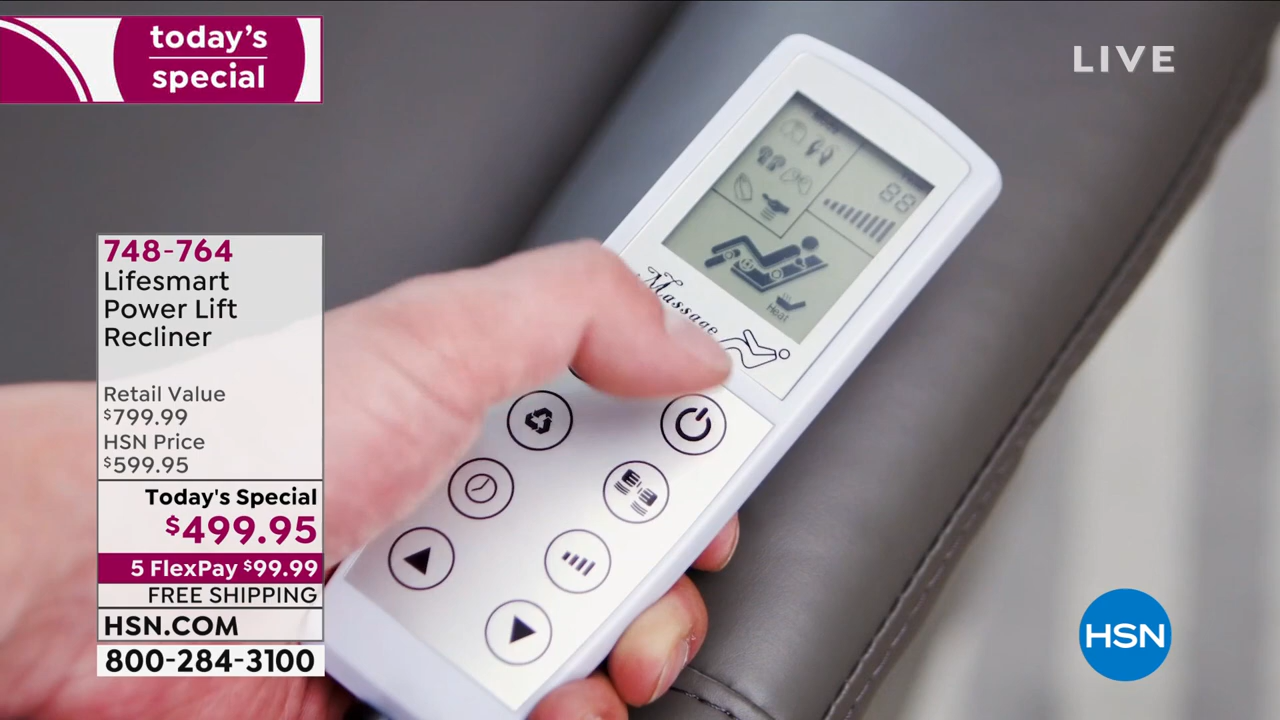 today's
special
LIVE
748-764
Lifesmart
Power Lift
Recliner
Retail Value
$799.99
HSN Price
$599.95
Today's Special
$499.95
5 FlexPay $99.99
FREE SHIPPING
HSN.COM
800-284-3100
88
Heat
Massage
HSN